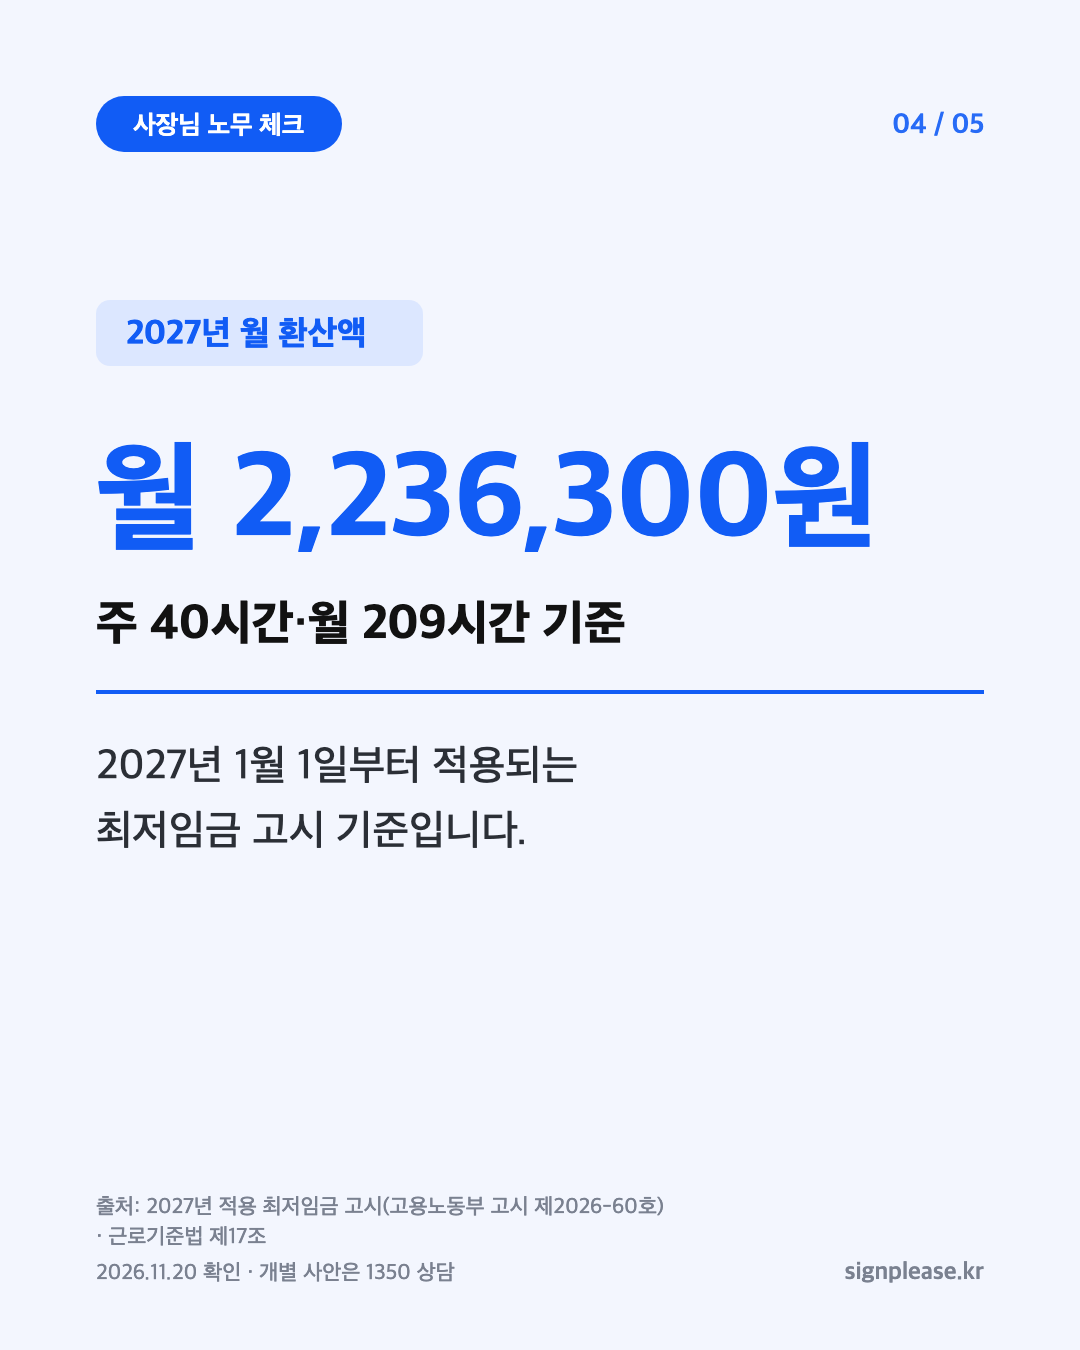 사장님 노무 체크
04 / 05
2027년 월 환산액
월 2,236,300원
주 40시간·월 209시간 기준
2027년 1월 1일부터 적용되는
최저임금 고시 기준입니다.
출처: 2027년 적용 최저임금 고시(고용노동부 고시 제2026-60호)
· 근로기준법 제17조
2026.11.20 확인 · 개별 사안은 1350 상담
signplease.kr